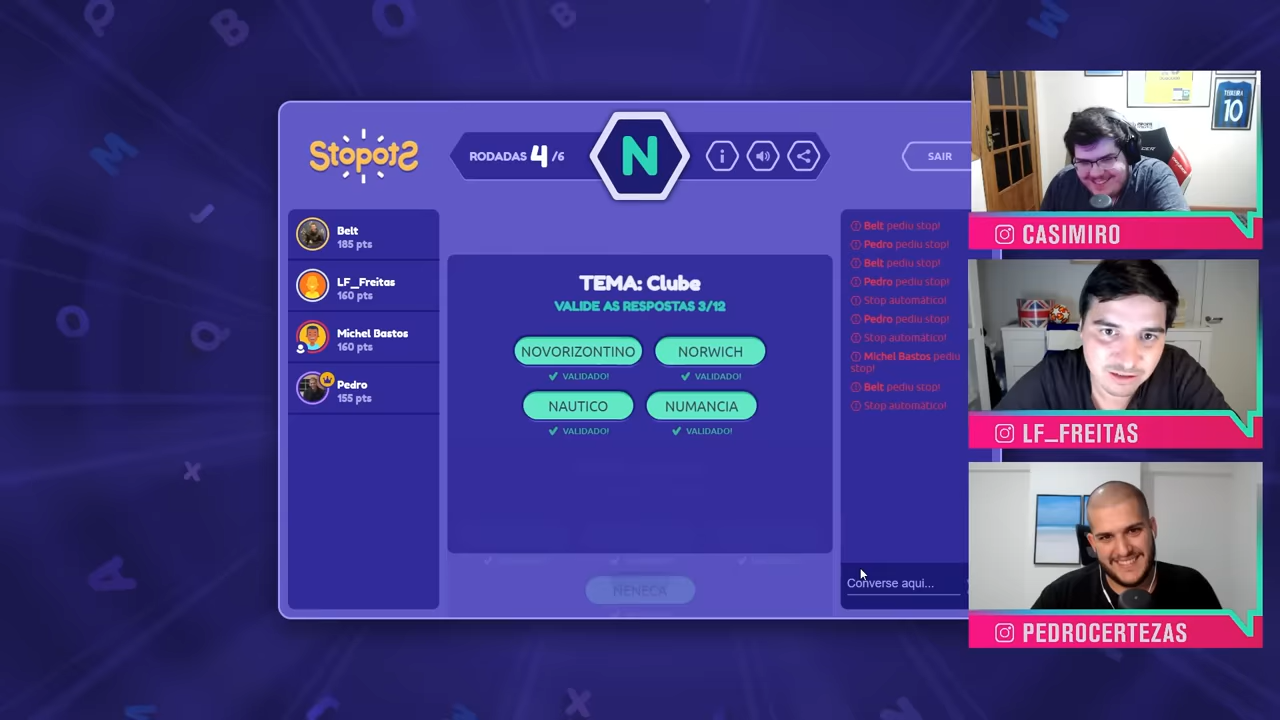 StopotS
RODADAS 4 /6
N
SAIR
Belt
185 pts
LF_Freitas
160 pts
Michel Bastos
160 pts
Pedro
155 pts
TEMA: Clube
VALIDE AS RESPOSTAS 3/12
NOVORIZONTINO
NORWICH
VALIDADO!
VALIDADO!
NAUTICO
NUMANCIA
VALIDADO!
VALIDADO!
NENECA
Belt pediu stop!
Pedro pediu stop!
Belt pediu stop!
Pedro pediu stop!
Stop automático!
Pedro pediu stop!
Stop automático!
Michel Bastos pediu
stop!
Belt pediu stop!
Stop automático!
Converse aqui...
TEIXEIRA
10
CASIMIRO
LF_FREITAS
PEDROCERTEZAS